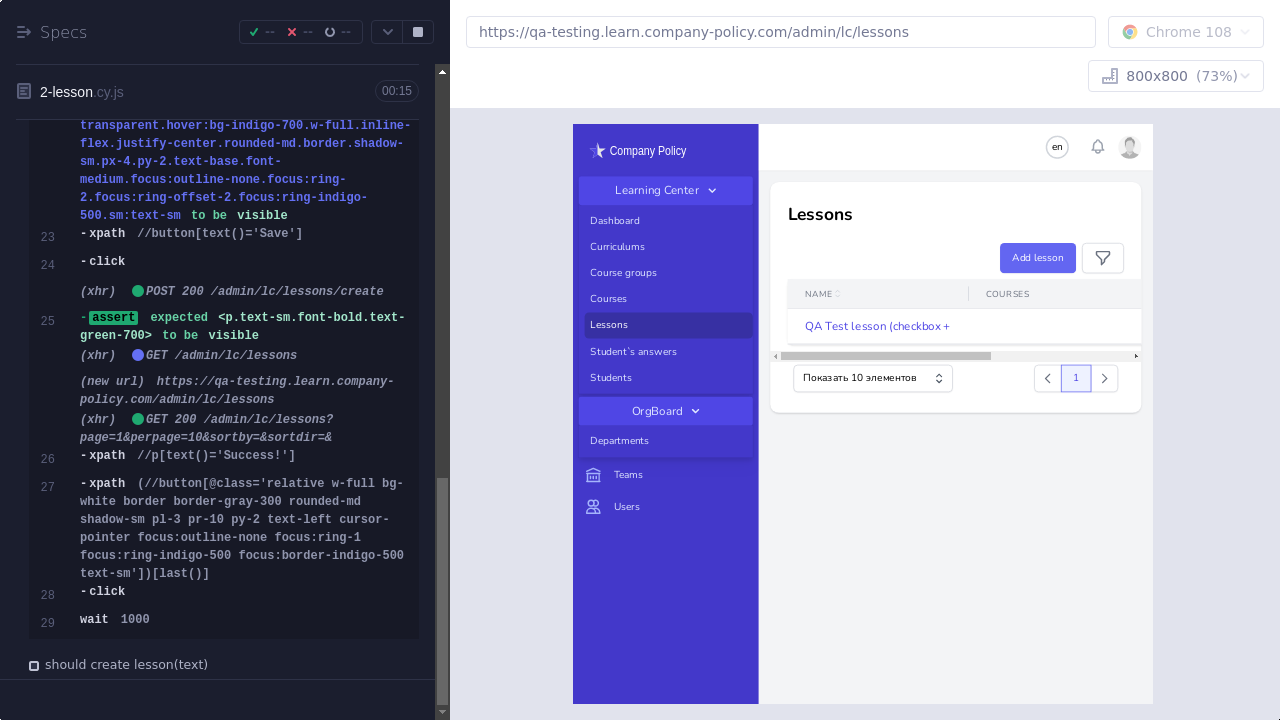 Specs
-- -- --
2-lesson.cy.js 00:15
transparent.hover:bg-indigo-700.w-full.inline-
flex.justify-center.rounded-md.border.shadow-
sm.px-4.py-2.text-base.font-
medium.focus:outline-none.focus:ring-
2.focus:ring-offset-2.focus:ring-indigo-
500.sm:text-sm to be visible
23 -xpath //button[text()='Save']
24 -click
(xhr) POST 200 /admin/lc/lessons/create
25 -assert expected <p.text-sm.font-bold.text-
green-700> to be visible
(xhr) GET /admin/lc/lessons
(new url) https://qa-testing.learn.company-
policy.com/admin/lc/lessons
(xhr) GET 200 /admin/lc/lessons?
page=1&perpage=10&sortby=&sortdir=&
26 -xpath //p[text()='Success!']
27 -xpath (//button[@class='relative w-full bg-
white border border-gray-300 rounded-md
shadow-sm pl-3 pr-10 py-2 text-left cursor-
pointer focus:outline-none focus:ring-1
focus:ring-indigo-500 focus:border-indigo-500
text-sm'])[last()]
28 -click
29 wait 1000
should create lesson(text)
https://qa-testing.learn.company-policy.com/admin/lc/lessons
Chrome 108
800x800 (73%)
Company Policy
Learning Center
Dashboard
Curriculums
Course groups
Courses
Lessons
Student`s answers
Students
OrgBoard
Departments
Teams
Users
en
Lessons
Add lesson
NAME COURSES
QA Test lesson (checkbox +
Показать 10 элементов
1